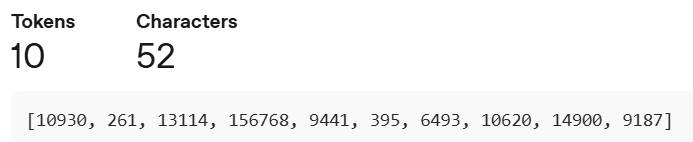 Tokens Characters
10 52
[10930, 261, 13114, 156768, 9441, 395, 6493, 10620, 14900, 9187]